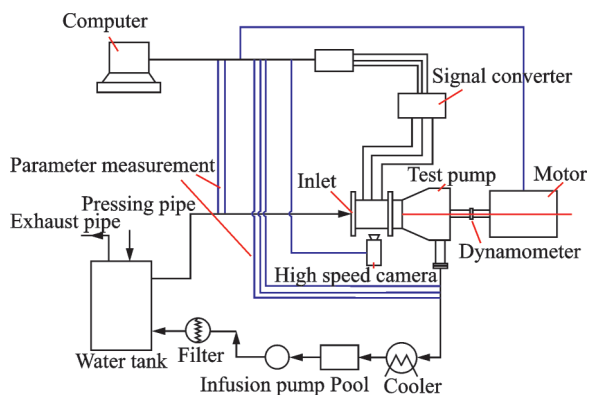 Computer
Signal converter
Parameter measurement
Inlet
Test pump
Motor
Pressing pipe
Exhaust pipe
Dynamometer
High speed camera
Water tank
Filter
Infusion pump
Pool
Cooler